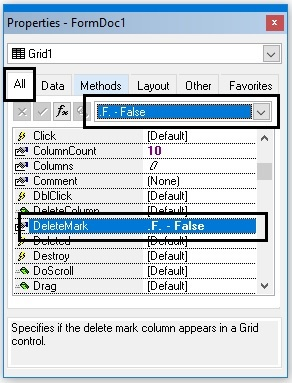 Properties - FormDoc1
Grid1
All Data Methods Layout Other Favorites
fx .F. - False
Click (Default)
ColumnCount 10
Columns
Comment (None)
DblClick [Default]
DeleteColumn [Default]
DeleteMark .F. - False
Deleted [Default]
Destroy [Default]
DoScroll [Default]
Drag [Default]
Specifies if the delete mark column appears in a Grid
control.